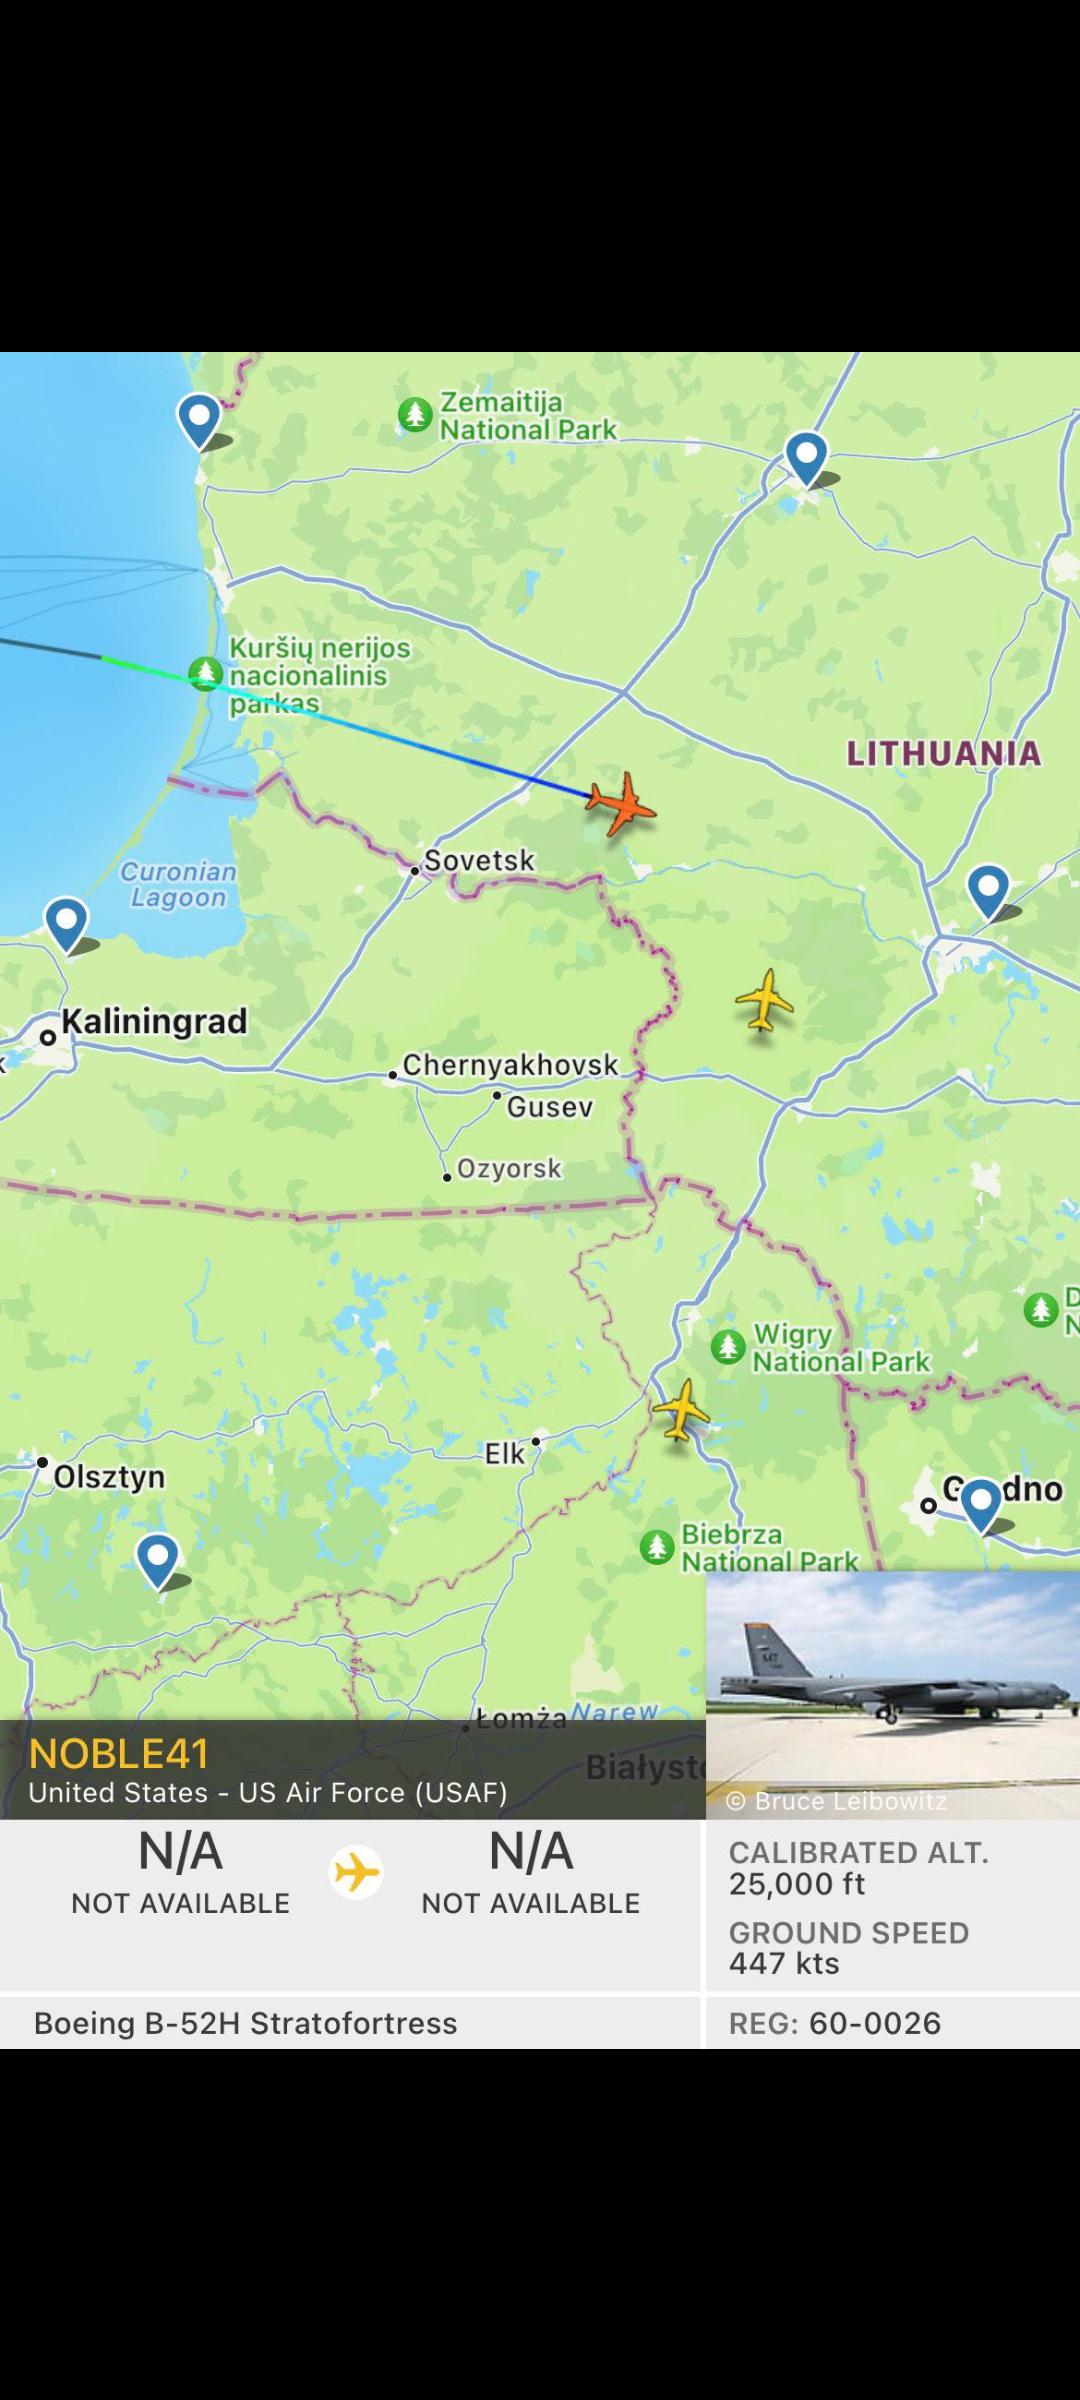 Zemaitija
National Park
Kuršių nerijos
nacionalinis
parkas
LITHUANIA
Sovetsk
Curonian
Lagoon
Kaliningrad
Chernyakhovsk
Gusev
Ozyorsk
Wigry
National Park
Elk
Olsztyn
Biebrza
National Park
Łomża
Narew
NOBLE41
United States - US Air Force (USAF)
© Bruce Leibowitz
N/A
N/A
NOT AVAILABLE
NOT AVAILABLE
CALIBRATED ALT.
25,000 ft
GROUND SPEED
447 kts
Boeing B-52H Stratofortress
REG: 60-0026